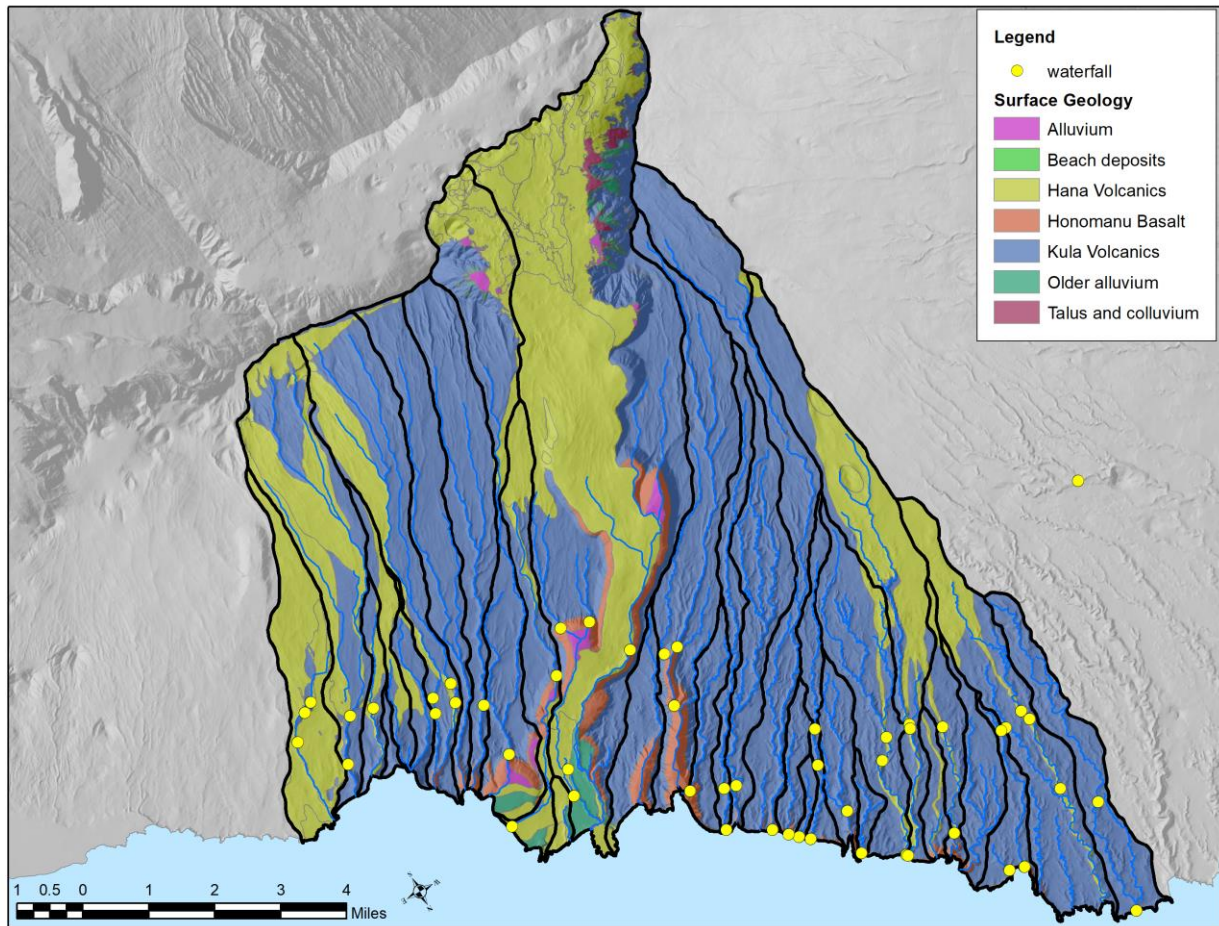 Legend
waterfall
Surface Geology
Alluvium
Beach deposits
Hana Volcanics
Honomanu Basalt
Kula Volcanics
Older alluvium
Talus and colluvium
1 0.5 0 1 2 3 4
Miles